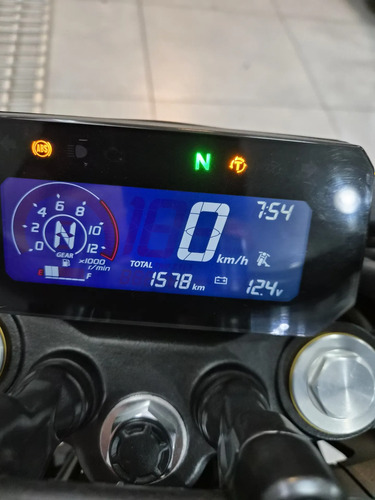 ABS N T
4 6 8 0 7:54
2 N 10
0 GEAR 12 km/h
×1000 TOTAL
E F r/min 1578 km 12.4v